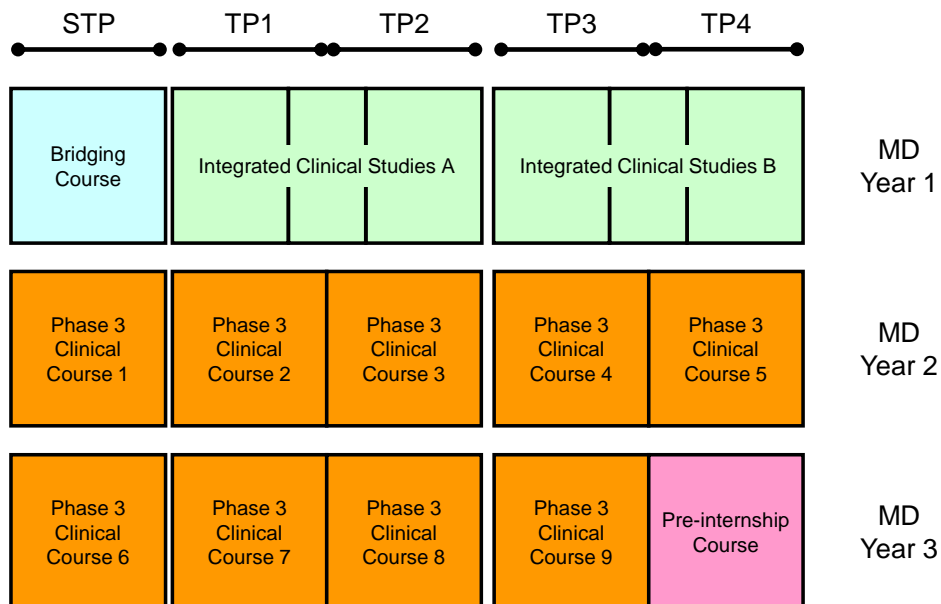 STP TP1 TP2 TP3 TP4
Bridging
Course
Integrated Clinical Studies A
Integrated Clinical Studies B
MD
Year 1
Phase 3
Clinical
Course 1
Phase 3
Clinical
Course 2
Phase 3
Clinical
Course 3
Phase 3
Clinical
Course 4
Phase 3
Clinical
Course 5
MD
Year 2
Phase 3
Clinical
Course 6
Phase 3
Clinical
Course 7
Phase 3
Clinical
Course 8
Phase 3
Clinical
Course 9
Pre-internship
Course
MD
Year 3